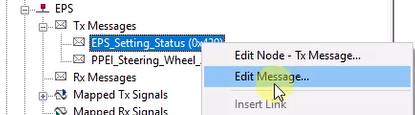 EPS
Tx Messages
EPS_Setting_Status (0x
Edit Node - Tx Message...
PPEI_Steering_Wheel_
Edit Message...
Rx Messages
Mapped Tx Signals
Insert Link
Mapped Rx Signals